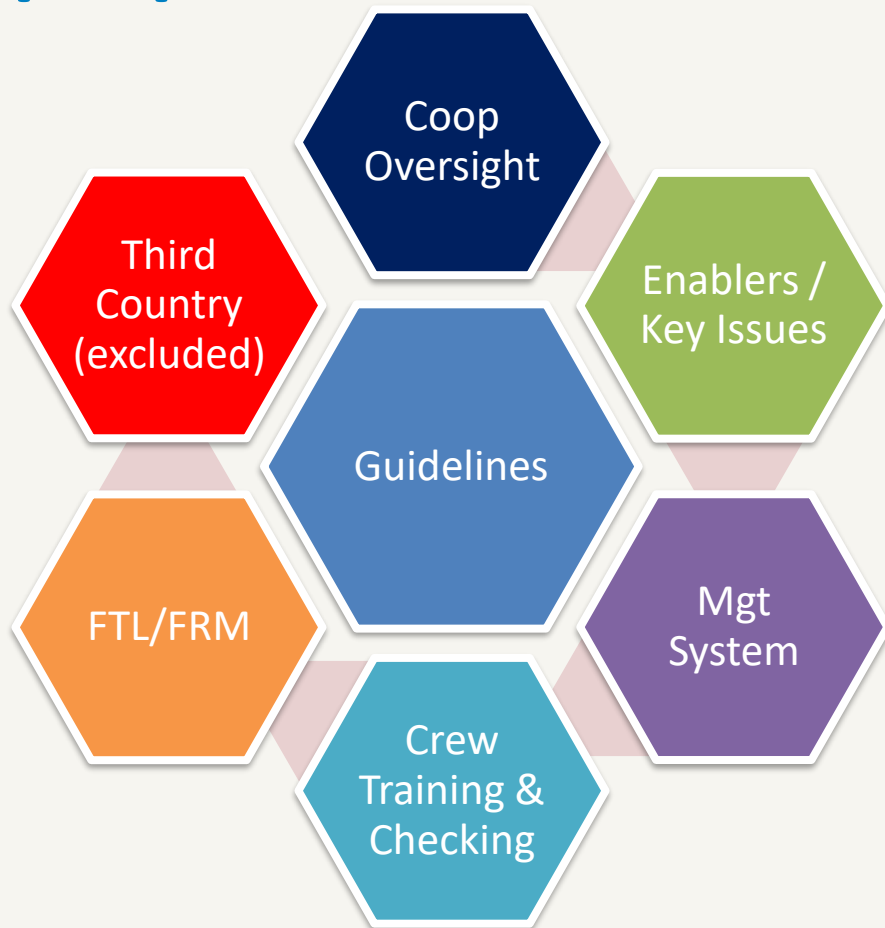 Coop
Oversight
Enablers /
Key Issues
Mgt
System
Crew
Training &
Checking
FTL/FRM
Third
Country
(excluded)
Guidelines